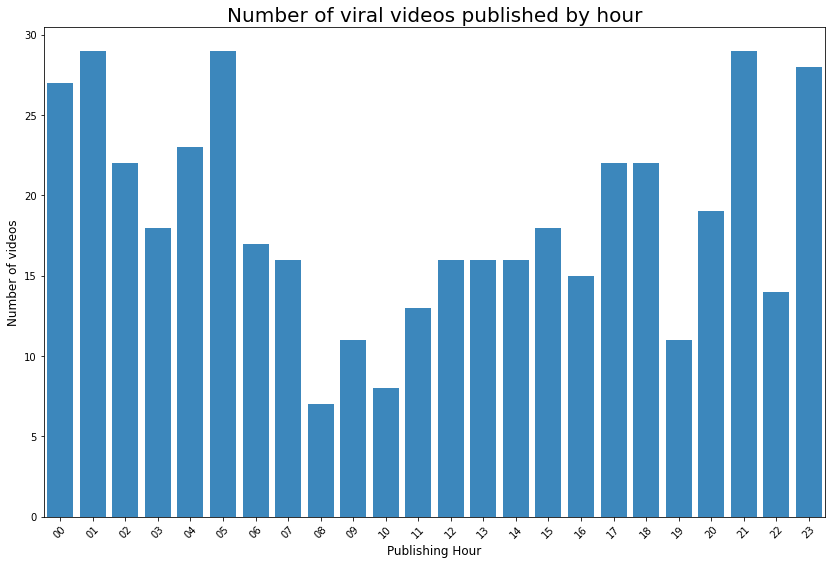 Number of viral videos published by hour
30
25
20
15
10
5
0
Number of videos
00 01 02 03 04 05 06 07 08 09 10 11 12 13 14 15 16 17 18 19 20 21 22 23
Publishing Hour